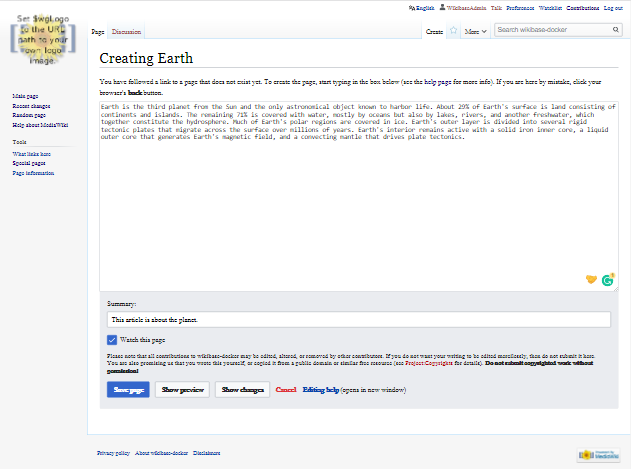 English WikibaseAdmin Talk Preferences Watchlist Contributions Log out
Set $wgLogo
to the URL
path to your
own logo
image.
Page Discussion Create More Search wikibase-docker
Creating Earth
You have followed a link to a page that does not exist yet. To create the page, start typing in the box below (see the help page for more info). If you are here by mistake, click your
browser's back button.
Main page
Recent changes
Random page
Help about MediaWiki
Tools
What links here
Special pages
Page information
Earth is the third planet from the Sun and the only astronomical object known to harbor life. About 29% of Earth's surface is land consisting of
continents and islands. The remaining 71% is covered with water, mostly by oceans but also by lakes, rivers, and another freshwater, which
together constitute the hydrosphere. Much of Earth's polar regions are covered in ice. Earth's outer layer is divided into several rigid
tectonic plates that migrate across the surface over millions of years. Earth's interior remains active with a solid iron inner core, a liquid
outer core that generates Earth's magnetic field, and a convecting mantle that drives plate tectonics.
Summary:
This article is about the planet.
Watch this page
Please note that all contributions to wikibase-docker may be edited, altered, or removed by other contributors. If you do not want your writing to be edited mercilessly, then do not submit it here.
You are also promising us that you wrote this yourself, or copied it from a public domain or similar free resource (see Project:Copyrights for details). Do not submit copyrighted work without
permission!
Save page Show preview Show changes Cancel Editing help (opens in new window)
Privacy policy About wikibase-docker Disclaimers
MediaWiki